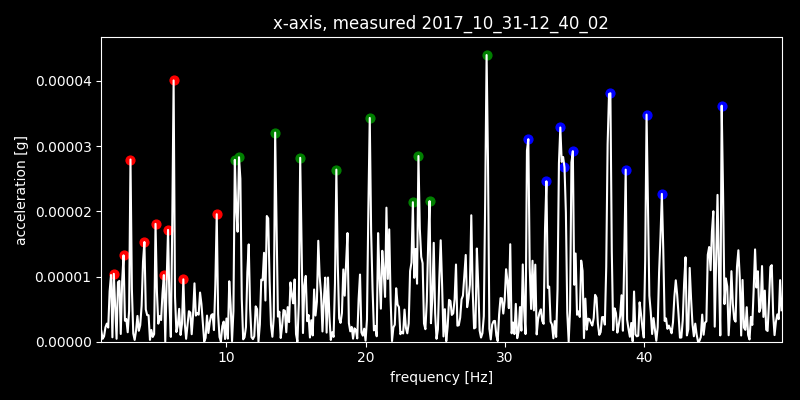 x-axis, measured 2017_10_31-12_40_02
acceleration [g]
0.00004
0.00003
0.00002
0.00001
0.00000
10 20 30 40
frequency [Hz]